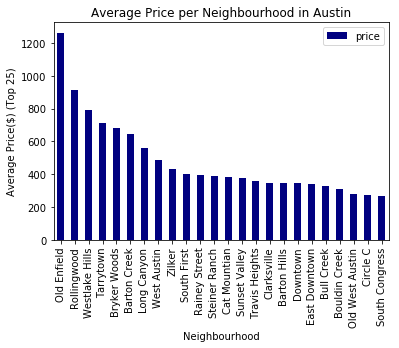 Average Price per Neighbourhood in Austin
price
Average Price($) (Top 25)
1200
1000
800
600
400
200
0
Old Enfield
Rollingwood
Westlake Hills
Tarrytown
Bryker Woods
Barton Creek
Long Canyon
West Austin
Zilker
South First
Rainey Street
Steiner Ranch
Cat Mountian
Sunset Valley
Travis Heights
Clarksville
Barton Hills
Downtown
East Downtown
Bull Creek
Bouldin Creek
Old West Austin
Circle C
South Congress
Neighbourhood